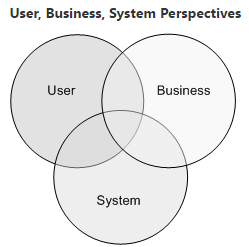 User, Business, System Perspectives
User
Business
System